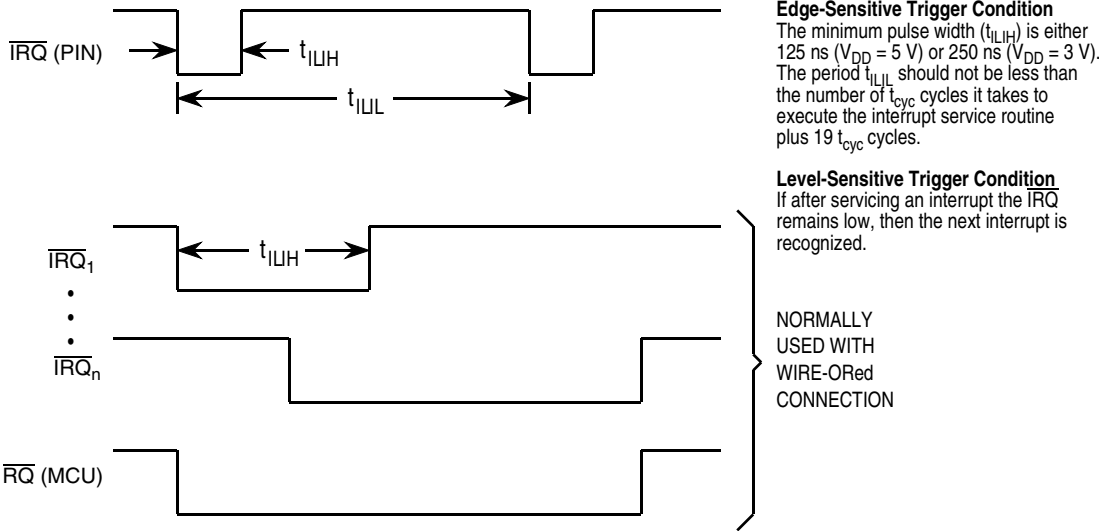 IRQ (PIN)
tILIH
tILIL
Edge-Sensitive Trigger Condition
The minimum pulse width (tILIH) is either
125 ns (VDD = 5 V) or 250 ns (VDD = 3 V).
The period tILIL should not be less than
the number of tcyc cycles it takes to
execute the interrupt service routine
plus 19 tcyc cycles.
Level-Sensitive Trigger Condition
If after servicing an interrupt the IRQ
remains low, then the next interrupt is
recognized.
IRQ1
tILIH
IRQn
RQ (MCU)
NORMALLY
USED WITH
WIRE-ORed
CONNECTION